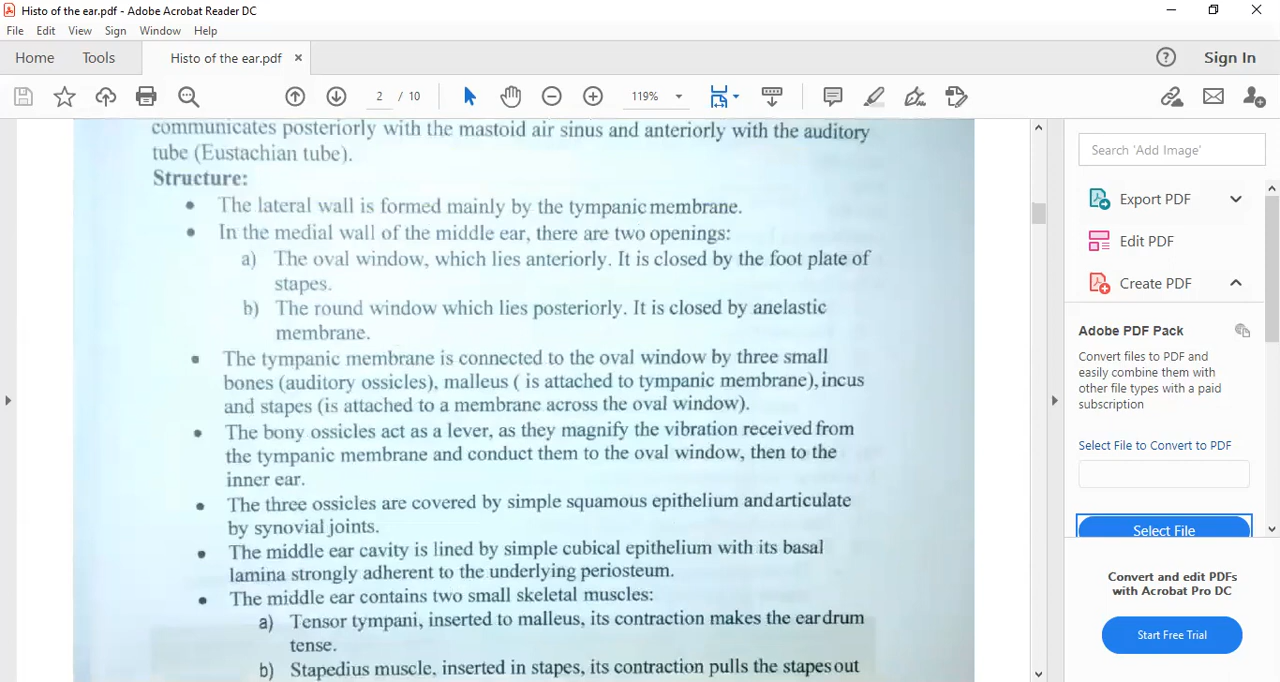 Histo of the ear.pdf - Adobe Acrobat Reader DC
File Edit View Sign Window Help
Home Tools Histo of the ear.pdf × ? Sign In
2 / 10 119%
communicates posteriorly with the mastoid air sinus and anteriorly with the auditory
tube (Eustachian tube).
Structure:
• The lateral wall is formed mainly by the tympanic membrane.
• In the medial wall of the middle ear, there are two openings:
a) The oval window, which lies anteriorly. It is closed by the foot plate of
stapes.
b) The round window which lies posteriorly. It is closed by anelastic
membrane.
• The tympanic membrane is connected to the oval window by three small
bones (auditory ossicles), malleus ( is attached to tympanic membrane), incus
and stapes (is attached to a membrane across the oval window).
• The bony ossicles act as a lever, as they magnify the vibration received from
the tympanic membrane and conduct them to the oval window, then to the
inner ear.
• The three ossicles are covered by simple squamous epithelium andarticulate
by synovial joints.
• The middle ear cavity is lined by simple cubical epithelium with its basal
lamina strongly adherent to the underlying periosteum.
• The middle ear contains two small skeletal muscles:
a) Tensor tympani, inserted to malleus, its contraction makes the eardrum
tense.
b) Stapedius muscle, inserted in stapes, its contraction pulls the stapes out
Search 'Add Image'
Export PDF
Edit PDF
Create PDF
Adobe PDF Pack
Convert files to PDF and
easily combine them with
other file types with a paid
subscription
Select File to Convert to PDF
Select File
Convert and edit PDFs
with Acrobat Pro DC
Start Free Trial